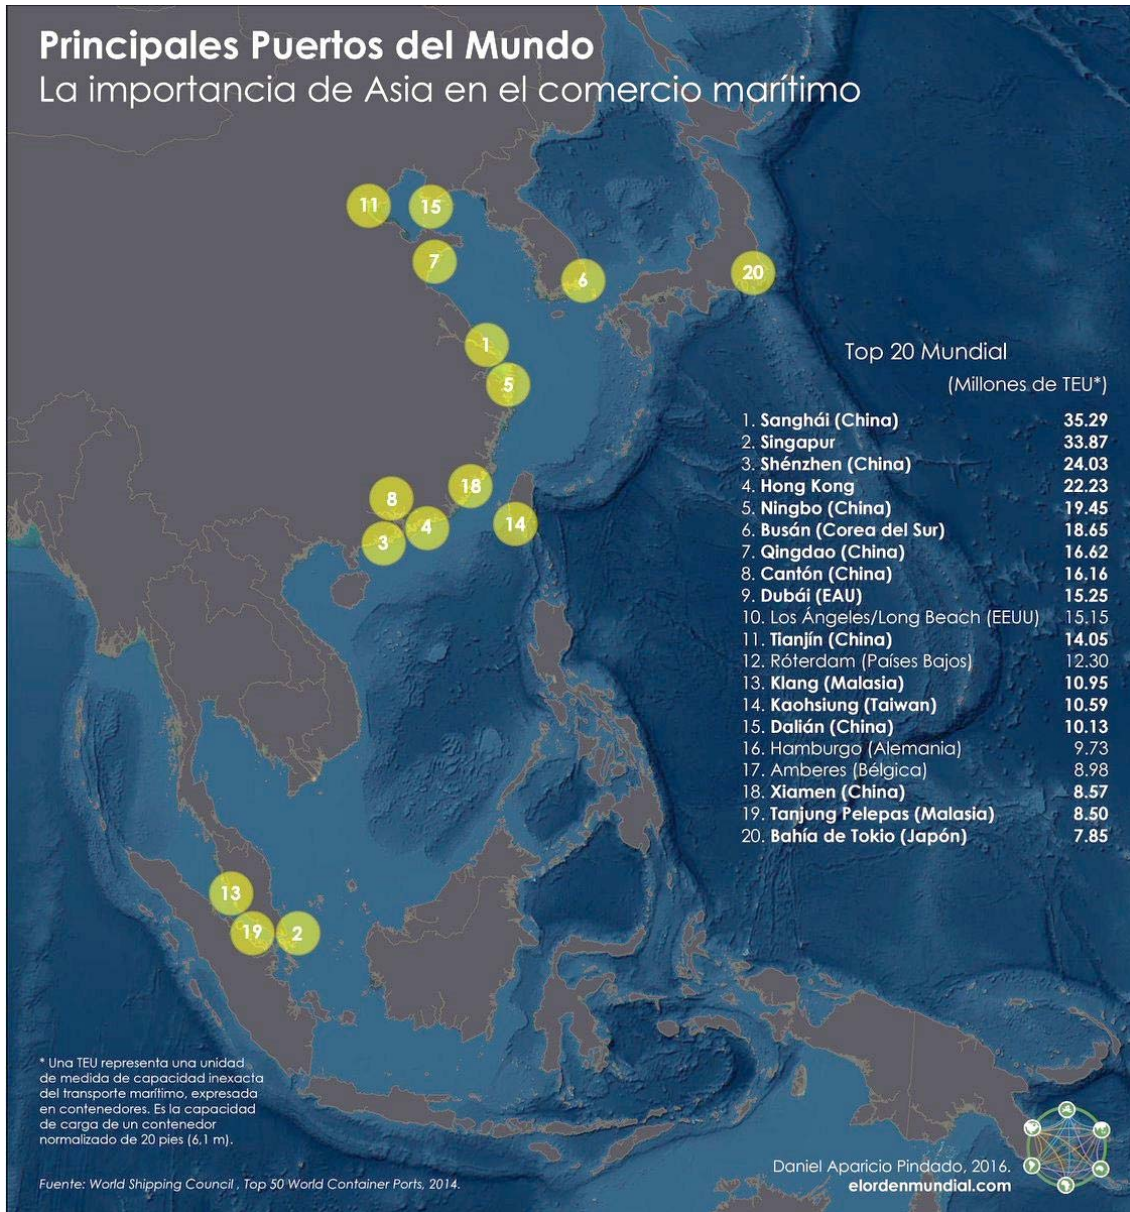 Principales Puertos del Mundo
La importancia de Asia en el comercio marítimo
11
15
7
6
20
1
5
18
8
4
14
3
13
19
2
Top 20 Mundial
(Millones de TEU*)
1. Sanghái (China) 35.29
2. Singapur 33.87
3. Shénzhen (China) 24.03
4. Hong Kong 22.23
5. Ningbo (China) 19.45
6. Busán (Corea del Sur) 18.65
7. Qingdao (China) 16.62
8. Cantón (China) 16.16
9. Dubái (EAU) 15.25
10. Los Ángeles/Long Beach (EEUU) 15.15
11. Tianjín (China) 14.05
12. Róterdam (Países Bajos) 12.30
13. Klang (Malasia) 10.95
14. Kaohsiung (Taiwan) 10.59
15. Dalián (China) 10.13
16. Hamburgo (Alemania) 9.73
17. Amberes (Bélgica) 8.98
18. Xiamen (China) 8.57
19. Tanjung Pelepas (Malasia) 8.50
20. Bahía de Tokio (Japón) 7.85
* Una TEU representa una unidad
de medida de capacidad inexacta
del transporte marítimo, expresada
en contenedores. Es la capacidad
de carga de un contenedor
normalizado de 20 pies (6,1 m).
Fuente: World Shipping Council , Top 50 World Container Ports, 2014.
Daniel Aparicio Pindado, 2016.
elordenmundial.com